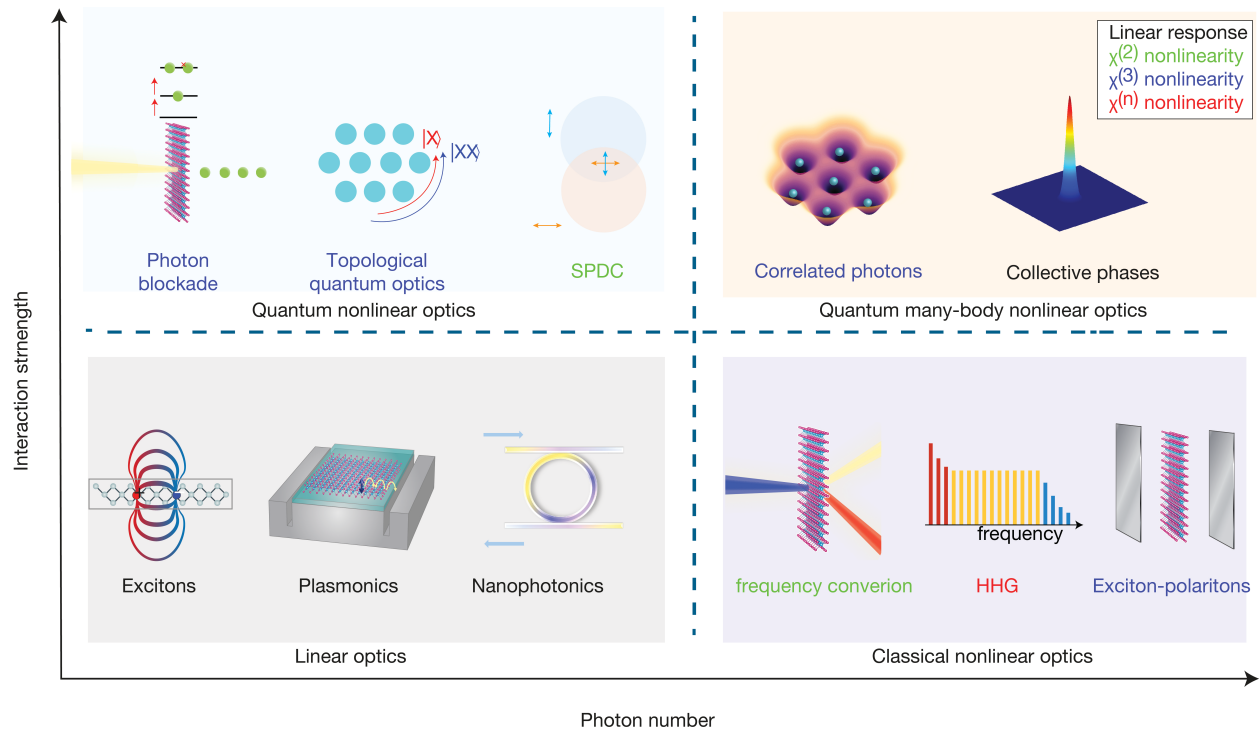 Linear response
χ(2) nonlinearity
χ(3) nonlinearity
χ(n) nonlinearity
|X⟩
|XX⟩
Photon
blockade
Topological
quantum optics
SPDC
Correlated photons
Collective phases
Quantum nonlinear optics
Quantum many-body nonlinear optics
Interaction strnength
frequency
Excitons
Plasmonics
Nanophotonics
frequency converion
HHG
Exciton-polaritons
Linear optics
Classical nonlinear optics
Photon number